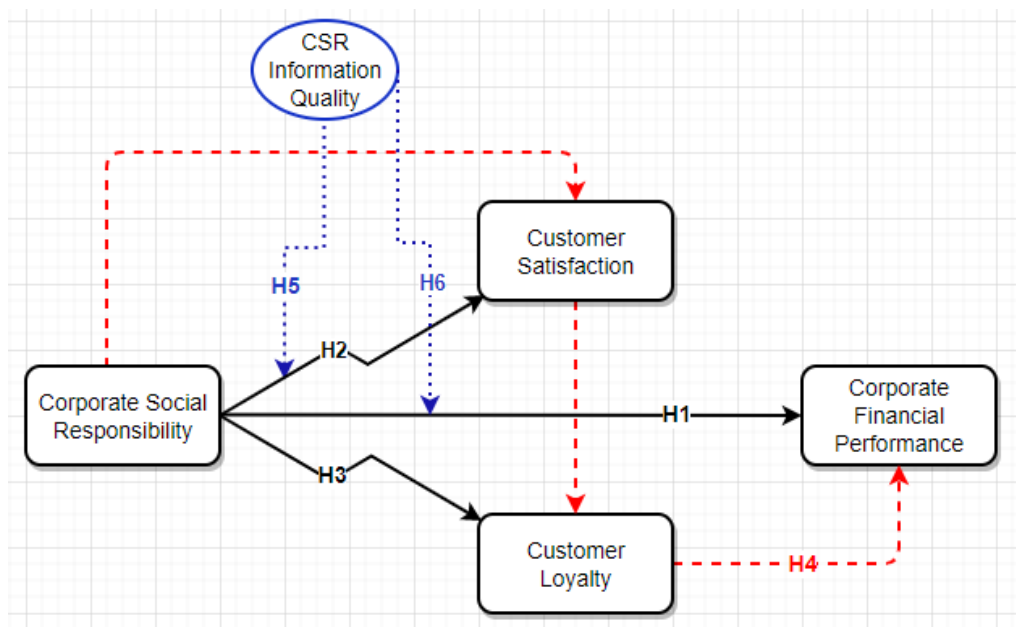 CSR
Information
Quality
Customer
Satisfaction
H5
H6
H2
Corporate Social
Responsibility
H1
Corporate
Financial
Performance
H3
Customer
Loyalty
H4